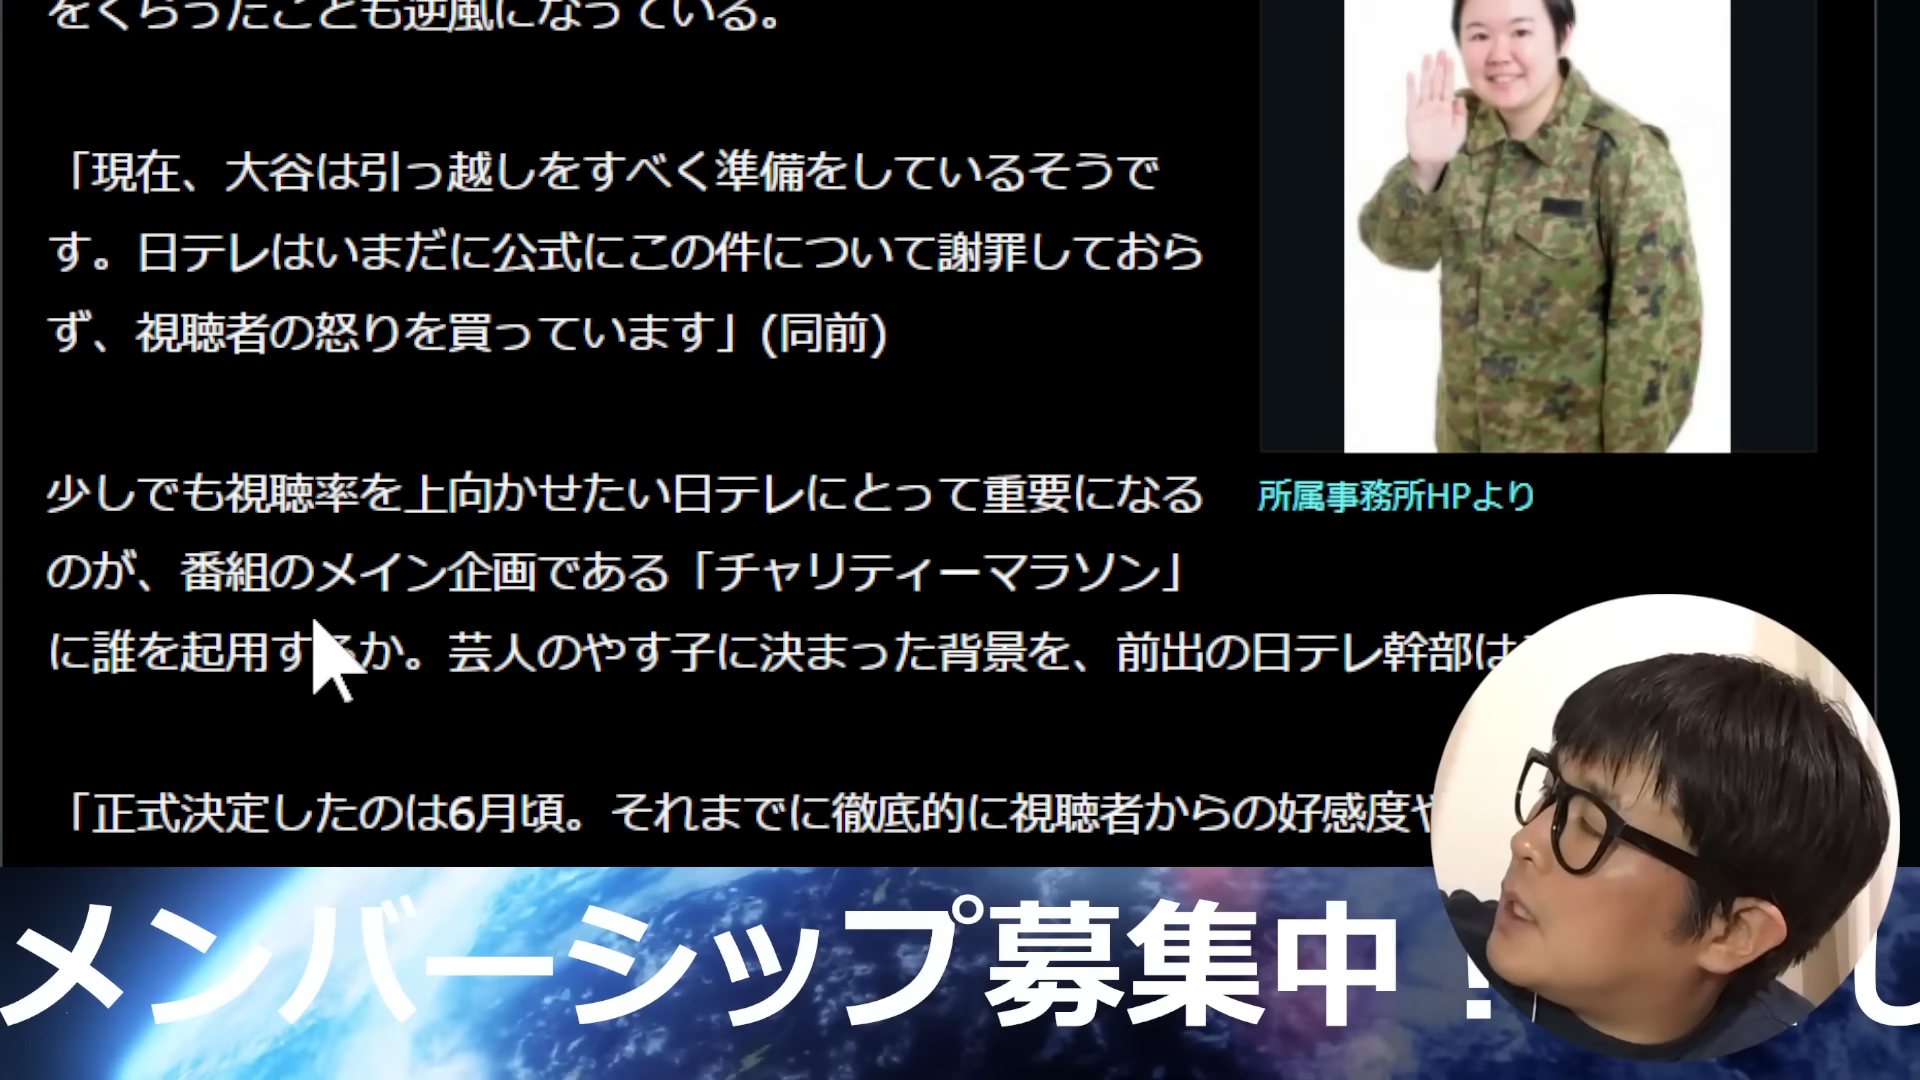 をくらったことも逆風になっている。
「現在、大谷は引っ越しをすべく準備をしているそうで
す。日テレはいまだに公式にこの件について謝罪しておら
ず、視聴者の怒りを買っています」(同前)
少しでも視聴率を上向かせたい日テレにとって重要になる
のが、番組のメイン企画である「チャリティーマラソン」
に誰を起用するか。芸人のやす子に決まった背景を、前出の日テレ幹部は
「正式決定したのは6月頃。それまでに徹底的に視聴者からの好感度や
所属事務所HPより
メンバーシップ募集中!